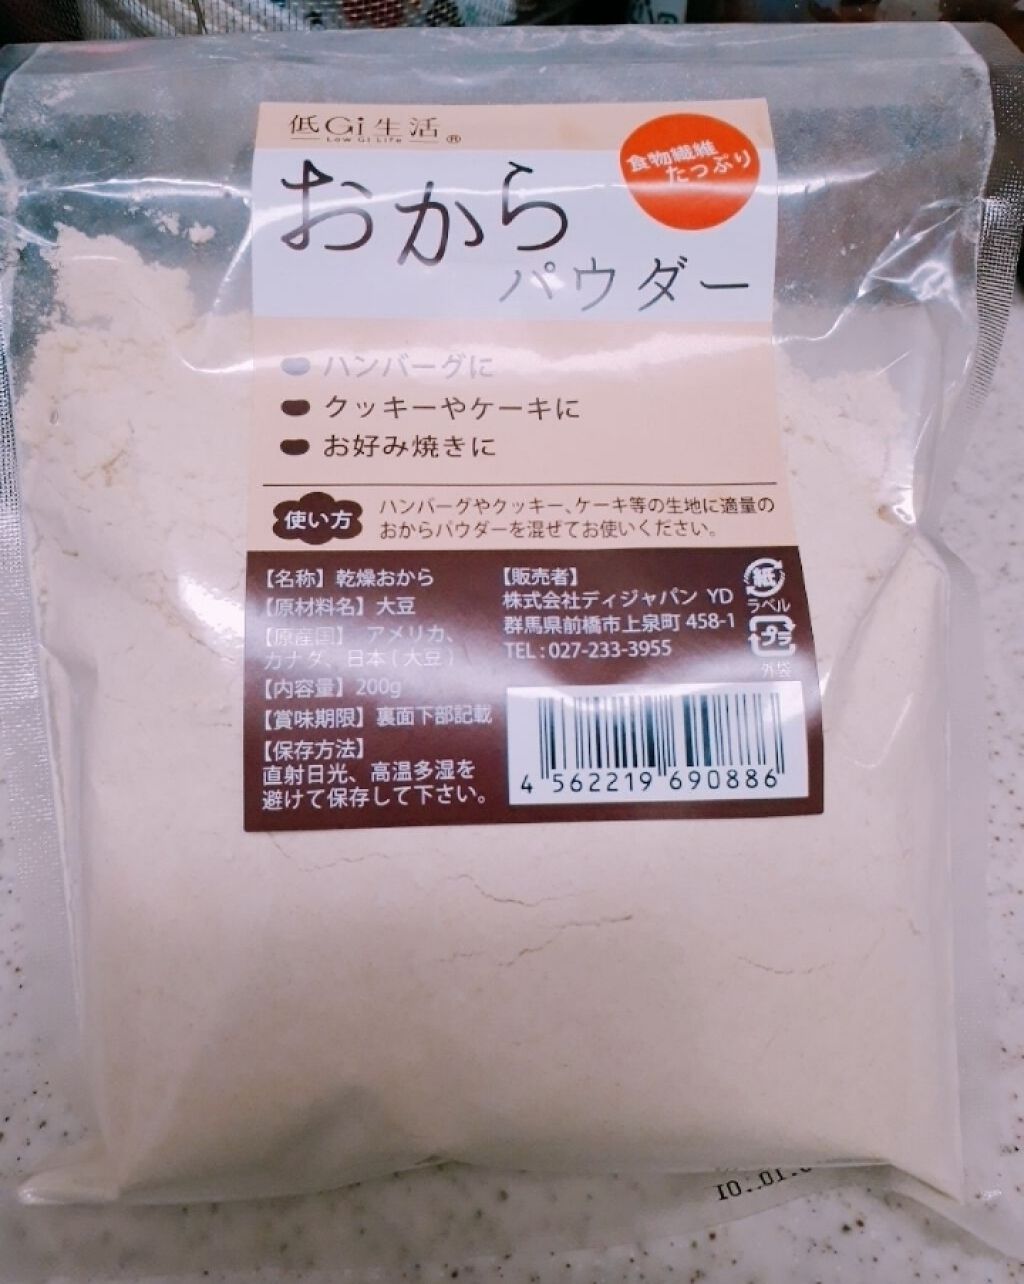 低Gi生活®
Low GI Life
食物繊維
たっぷり
おから
パウダー
ハンバーグに
クッキーやケーキに
お好み焼きに
使い方
ハンバーグやクッキー、ケーキ等の生地に適量の
おからパウダーを混ぜてお使いください。
【名称】乾燥おから
【原材料名】大豆
【原産国】 アメリカ、
カナダ、日本(大豆)
【内容量】200g
【賞味期限】裏面下部記載
【保存方法】
直射日光、高温多湿を
避けて保存して下さい。
【販売者】
株式会社ディジャパン YD
群馬県前橋市上泉町 458-1
TEL:027-233-3955
紙
ラベル
プラ
外袋
4 562219 690886